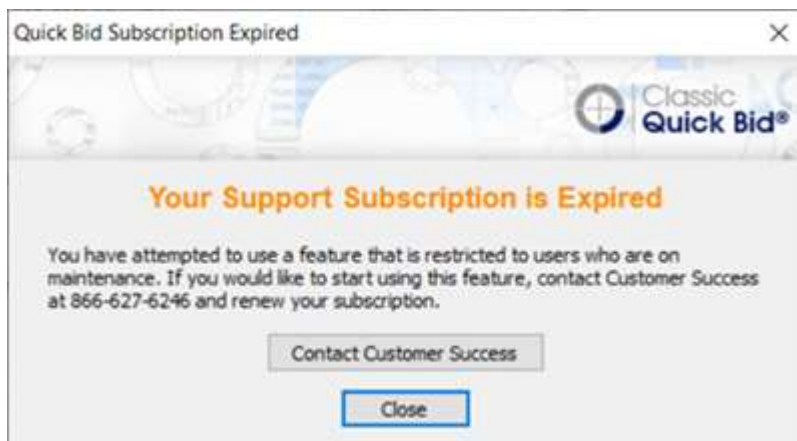 Quick Bid Subscription Expired
Classic
Quick Bid®
Your Support Subscription is Expired
You have attempted to use a feature that is restricted to users who are on
maintenance. If you would like to start using this feature, contact Customer Success
at 866-627-6246 and renew your subscription.
Contact Customer Success
Close